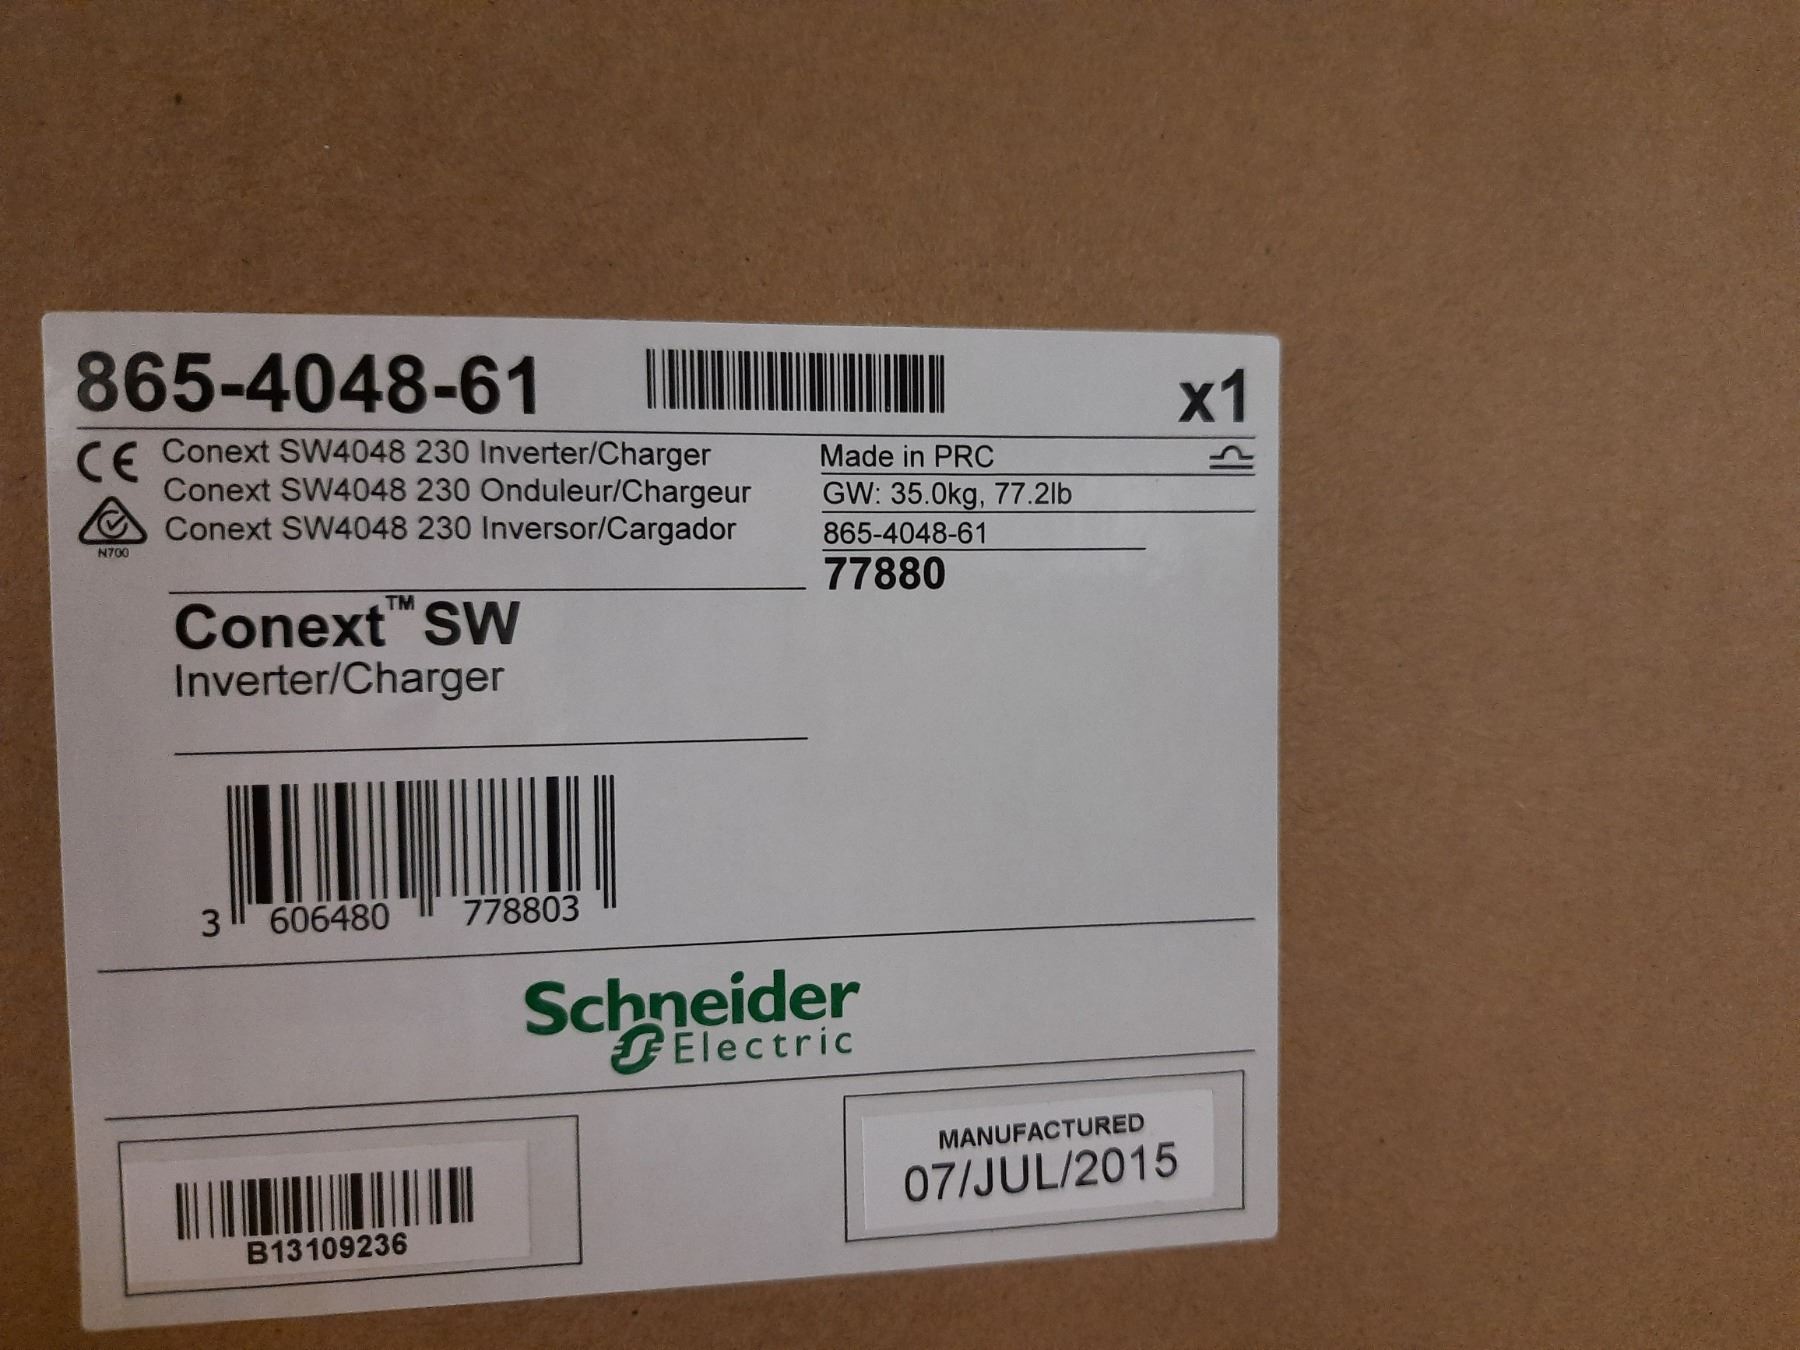 865-4048-61
x1
CE
Conext SW4048 230 Inverter/Charger
Conext SW4048 230 Onduleur/Chargeur
Conext SW4048 230 Inversor/Cargador
N700
Made in PRC
GW: 35.0kg, 77.2lb
865-4048-61
77880
Conext™ SW
Inverter/Charger
3 606480 778803
Schneider
Electric
B13109236
MANUFACTURED
07/JUL/2015